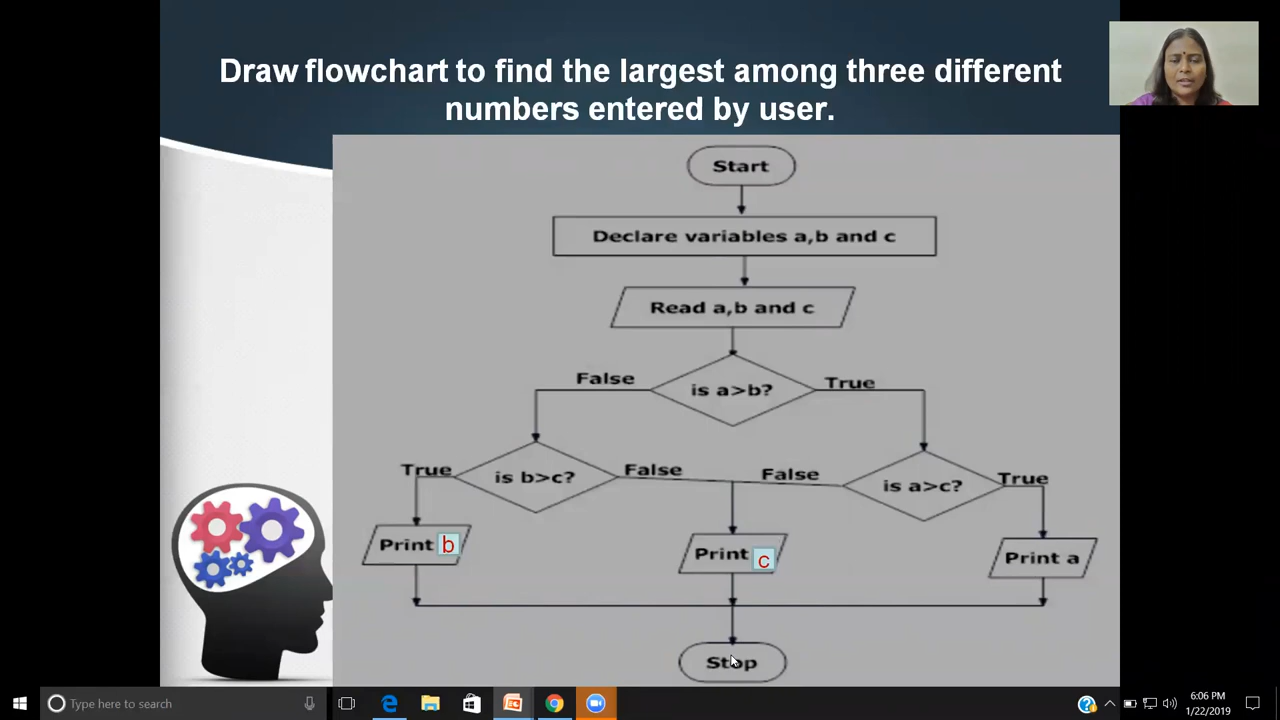 Draw flowchart to find the largest among three different
numbers entered by user.
Start
Declare variables a,b and c
Read a,b and c
False
is a>b?
True
True
is b>c?
False
False
is a>c?
True
Print b
Print c
Print a
Stop
Type here to search
6:06 PM
1/22/2019